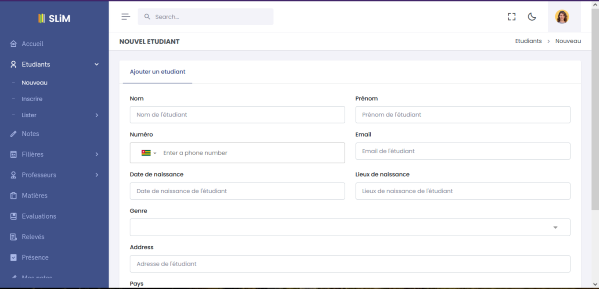 SLiM
Search...
Accueil
NOUVEL ETUDIANT
Etudiants > Nouveau
Etudiants
Nouveau
Inscrire
Lister
Notes
Filières
Professeurs
Matières
Evaluations
Relevés
Présence
Mes notes
Ajouter un etudiant
Nom
Prénom
Nom de l'étudiant
Prénom de l'étudiant
Numéro
Email
Enter a phone number
Email de l'étudiant
Date de naissance
Lieux de naissance
Date de naissance de l'étudiant
Lieux de naissance de l'étudiant
Genre
Address
Adresse de l'étudiant
Pays